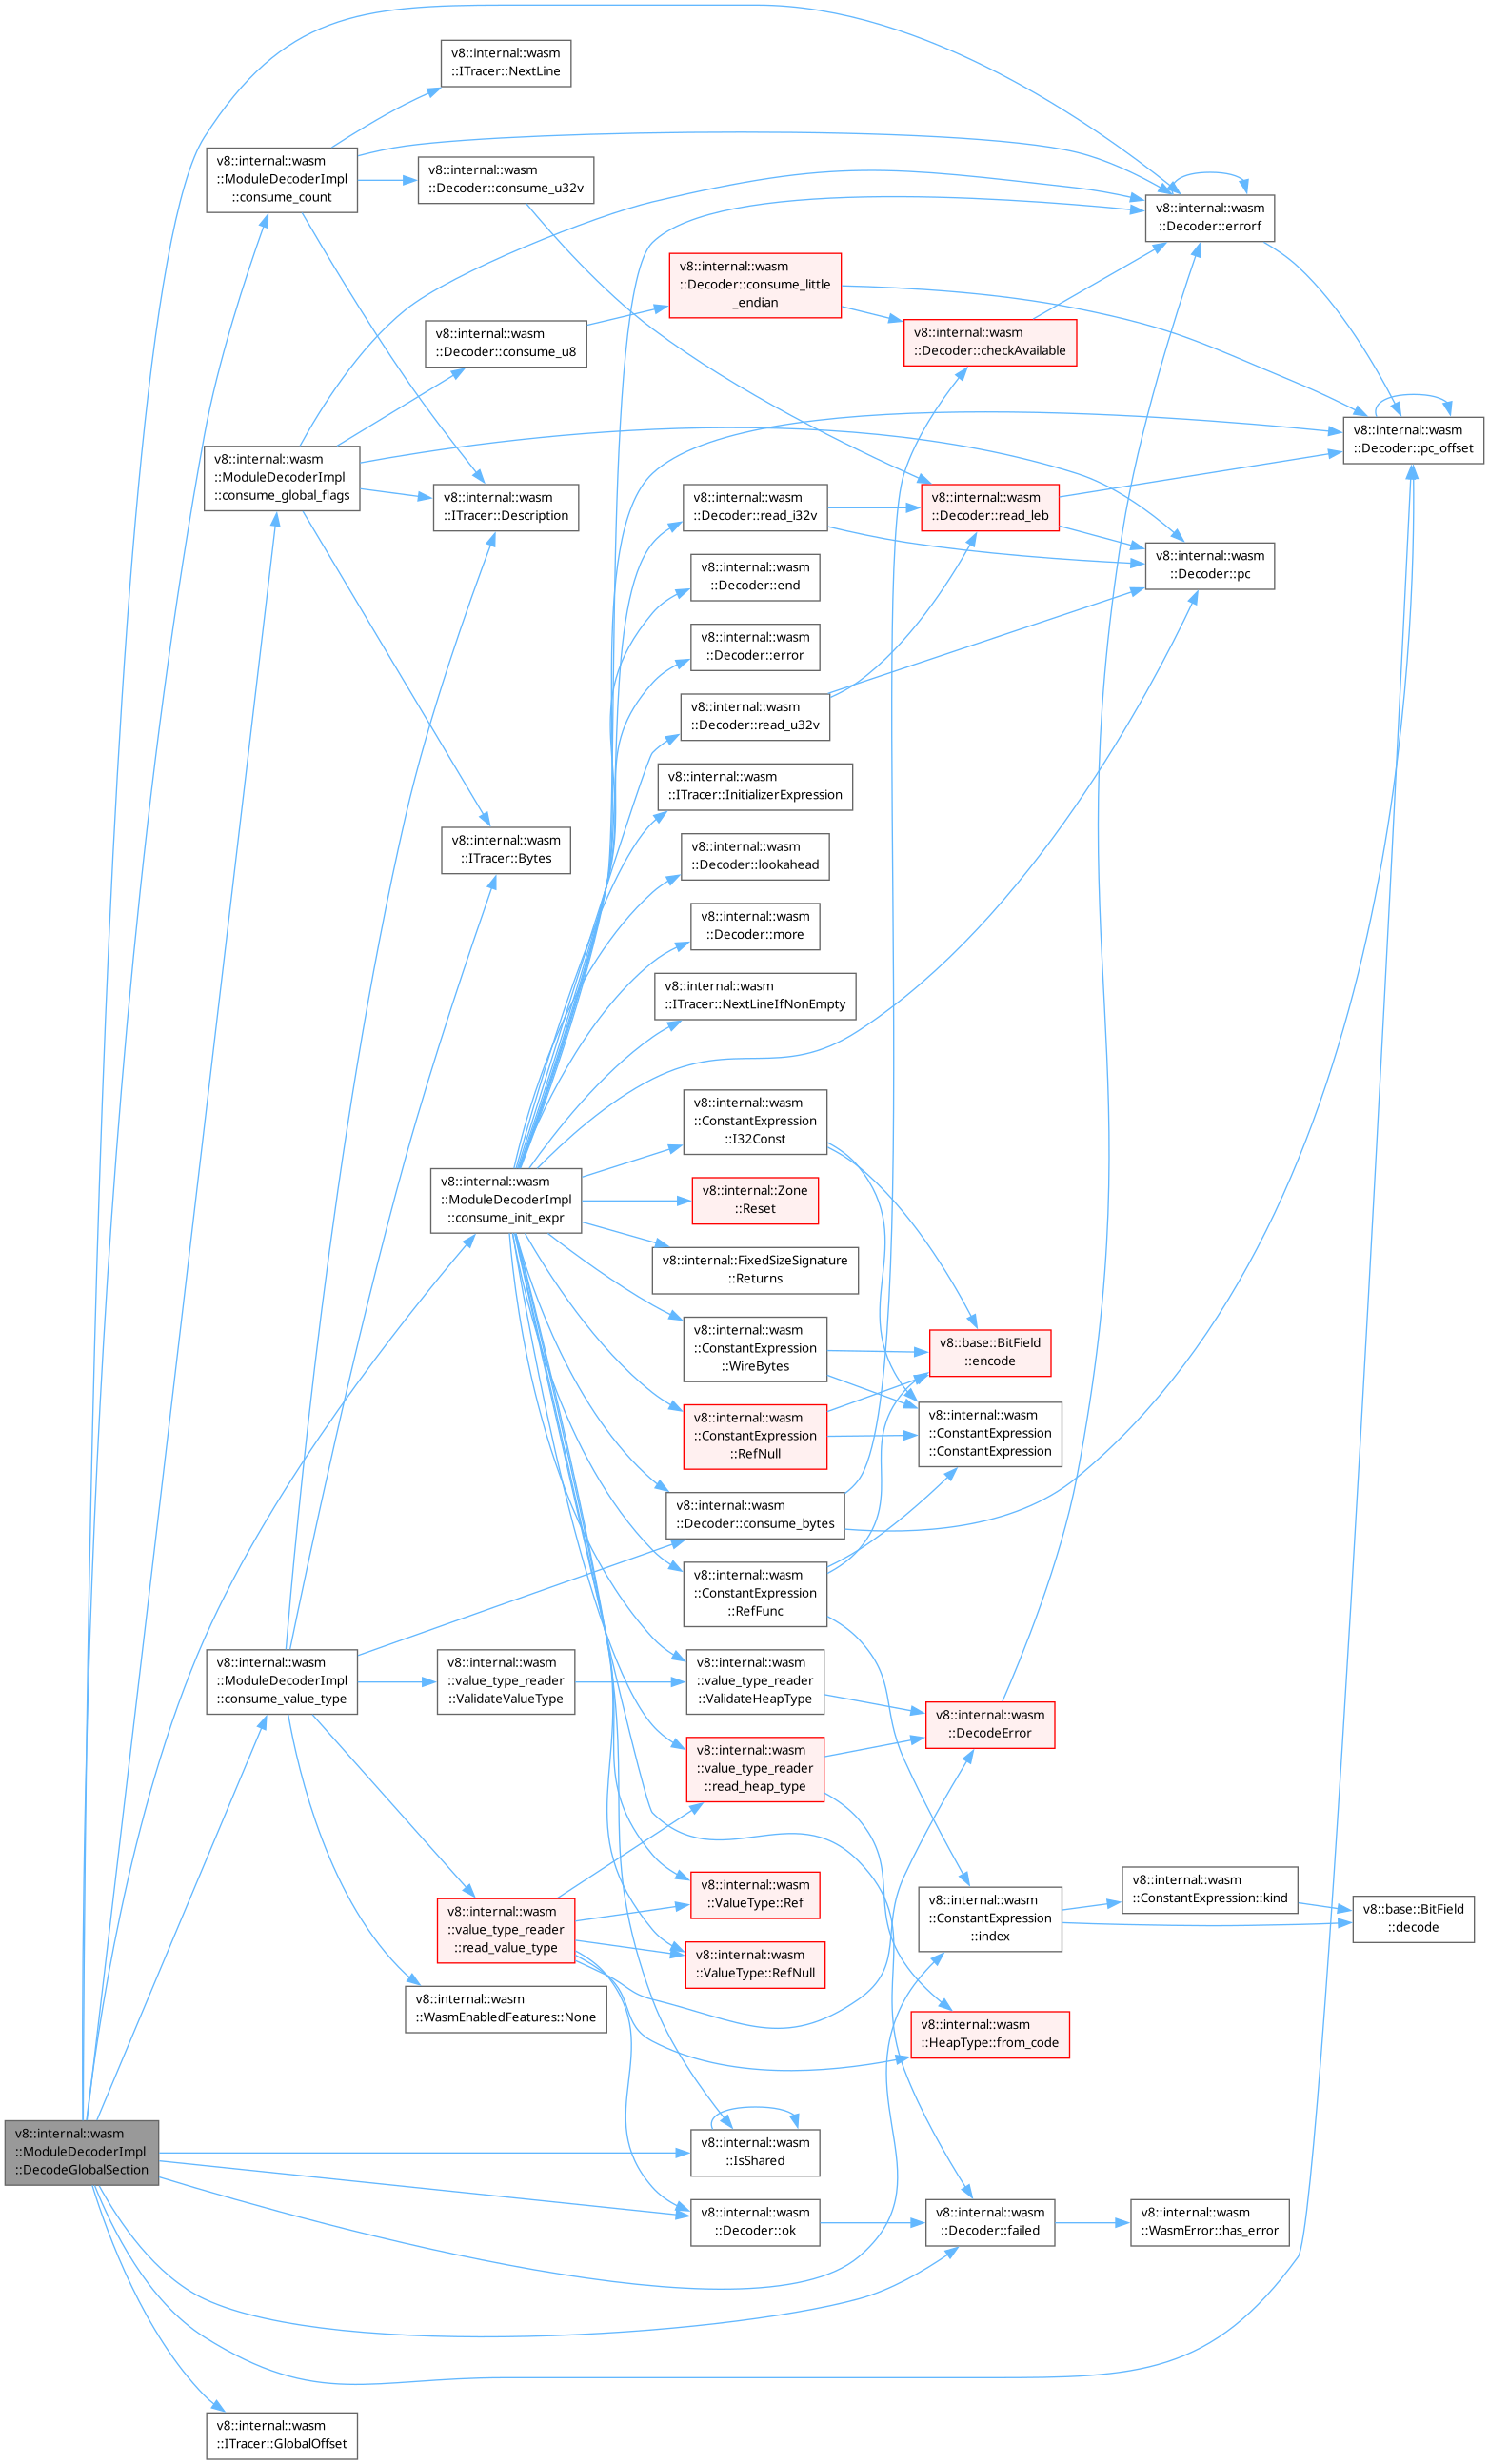 v8::internal::wasm
::ITracer::NextLine
v8::internal::wasm
::ModuleDecoderImpl
::consume_count
v8::internal::wasm
::Decoder::consume_u32v
v8::internal::wasm
::Decoder::errorf
v8::internal::wasm
::Decoder::consume_little
_endian
v8::internal::wasm
::Decoder::consume_u8
v8::internal::wasm
::Decoder::checkAvailable
v8::internal::wasm
::Decoder::pc_offset
v8::internal::wasm
::ModuleDecoderImpl
::consume_global_flags
v8::internal::wasm
::ITracer::Description
v8::internal::wasm
::Decoder::read_i32v
v8::internal::wasm
::Decoder::read_leb
v8::internal::wasm
::Decoder::end
v8::internal::wasm
::Decoder::pc
v8::internal::wasm
::Decoder::error
v8::internal::wasm
::Decoder::read_u32v
v8::internal::wasm
::ITracer::InitializerExpression
v8::internal::wasm
::ITracer::Bytes
v8::internal::wasm
::Decoder::lookahead
v8::internal::wasm
::Decoder::more
v8::internal::wasm
::ITracer::NextLineIfNonEmpty
v8::internal::wasm
::ConstantExpression
::I32Const
v8::internal::wasm
::ModuleDecoderImpl
::consume_init_expr
v8::internal::Zone
::Reset
v8::internal::FixedSizeSignature
::Returns
v8::internal::wasm
::ConstantExpression
::WireBytes
v8::base::BitField
::encode
v8::internal::wasm
::ConstantExpression
::RefNull
v8::internal::wasm
::ConstantExpression
::ConstantExpression
v8::internal::wasm
::Decoder::consume_bytes
v8::internal::wasm
::ConstantExpression
::RefFunc
v8::internal::wasm
::ModuleDecoderImpl
::consume_value_type
v8::internal::wasm
::value_type_reader
::ValidateValueType
v8::internal::wasm
::value_type_reader
::ValidateHeapType
v8::internal::wasm
::DecodeError
v8::internal::wasm
::value_type_reader
::read_heap_type
v8::internal::wasm
::ValueType::Ref
v8::internal::wasm
::value_type_reader
::read_value_type
v8::internal::wasm
::ConstantExpression
::index
v8::internal::wasm
::ConstantExpression::kind
v8::base::BitField
::decode
v8::internal::wasm
::ValueType::RefNull
v8::internal::wasm
::WasmEnabledFeatures::None
v8::internal::wasm
::HeapType::from_code
v8::internal::wasm
::ModuleDecoderImpl
::DecodeGlobalSection
v8::internal::wasm
::IsShared
v8::internal::wasm
::Decoder::ok
v8::internal::wasm
::Decoder::failed
v8::internal::wasm
::WasmError::has_error
v8::internal::wasm
::ITracer::GlobalOffset